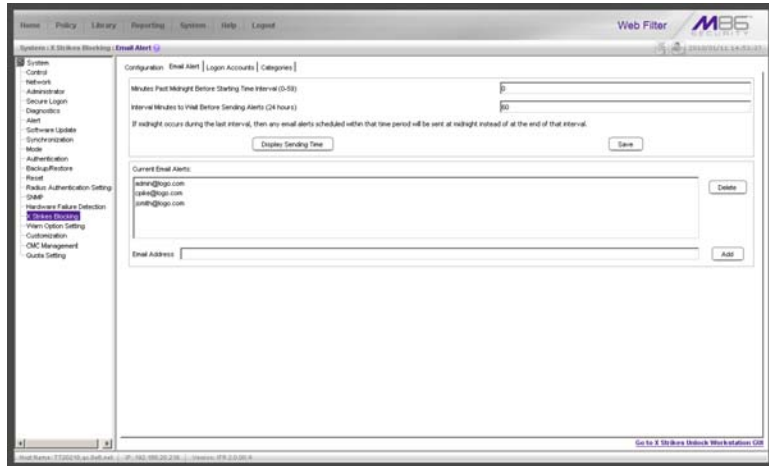 Home Policy Library Reporting System Help Logout
Web Filter M86 SECURITY
System : X Strikes Blocking : Email Alert
System
Control
Network
Administrator
Secure Logon
Diagnostics
Alert
Software Update
Synchronization
Mode
Authentication
Backup/Restore
Reset
Radius Authentication Setting
SNMP
Hardware Failure Detection
X Strikes Blocking
Warn Option Setting
Customization
CMC Management
Quota Setting
Configuration Email Alert Logon Accounts Categories
Minutes Past Midnight Before Starting Time Interval (0-59) 0
Interval Minutes to Wait Before Sending Alerts (24 hours) 60
If midnight occurs during the last interval, then any email alerts scheduled within that time period will be sent at midnight instead of at the end of that interval.
Display Sending Time Save
Current Email Alerts:
admin@logo.com
cpike@logo.com
jsmith@logo.com
Delete
Email Address Add
Go to X Strikes Unlock Workstation GUI